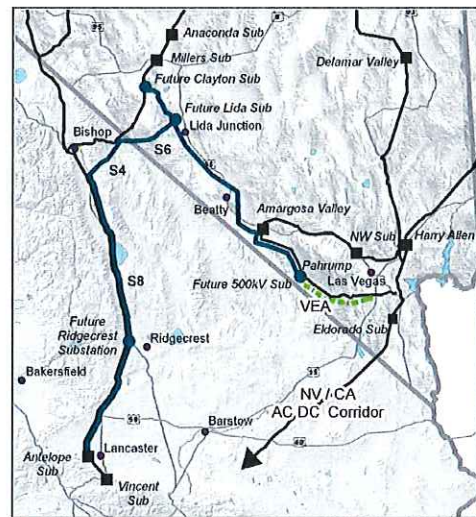 Anaconda Sub
Millers Sub
Delamar Valley
Future Clayton Sub
Future Lida Sub
Lida Junction
Bishop
S6
S4
Beatty
Amargosa Valley
NW Sub
Harry Allen
Pahrump
Las Vegas
Future 500kV Sub
VEA
Eldorado Sub
S8
Future
Ridgecrest
Substation
Ridgecrest
Bakersfield
NV / CA
AC DC Corridor
Barstow
Lancaster
Antelope
Sub
Vincent
Sub